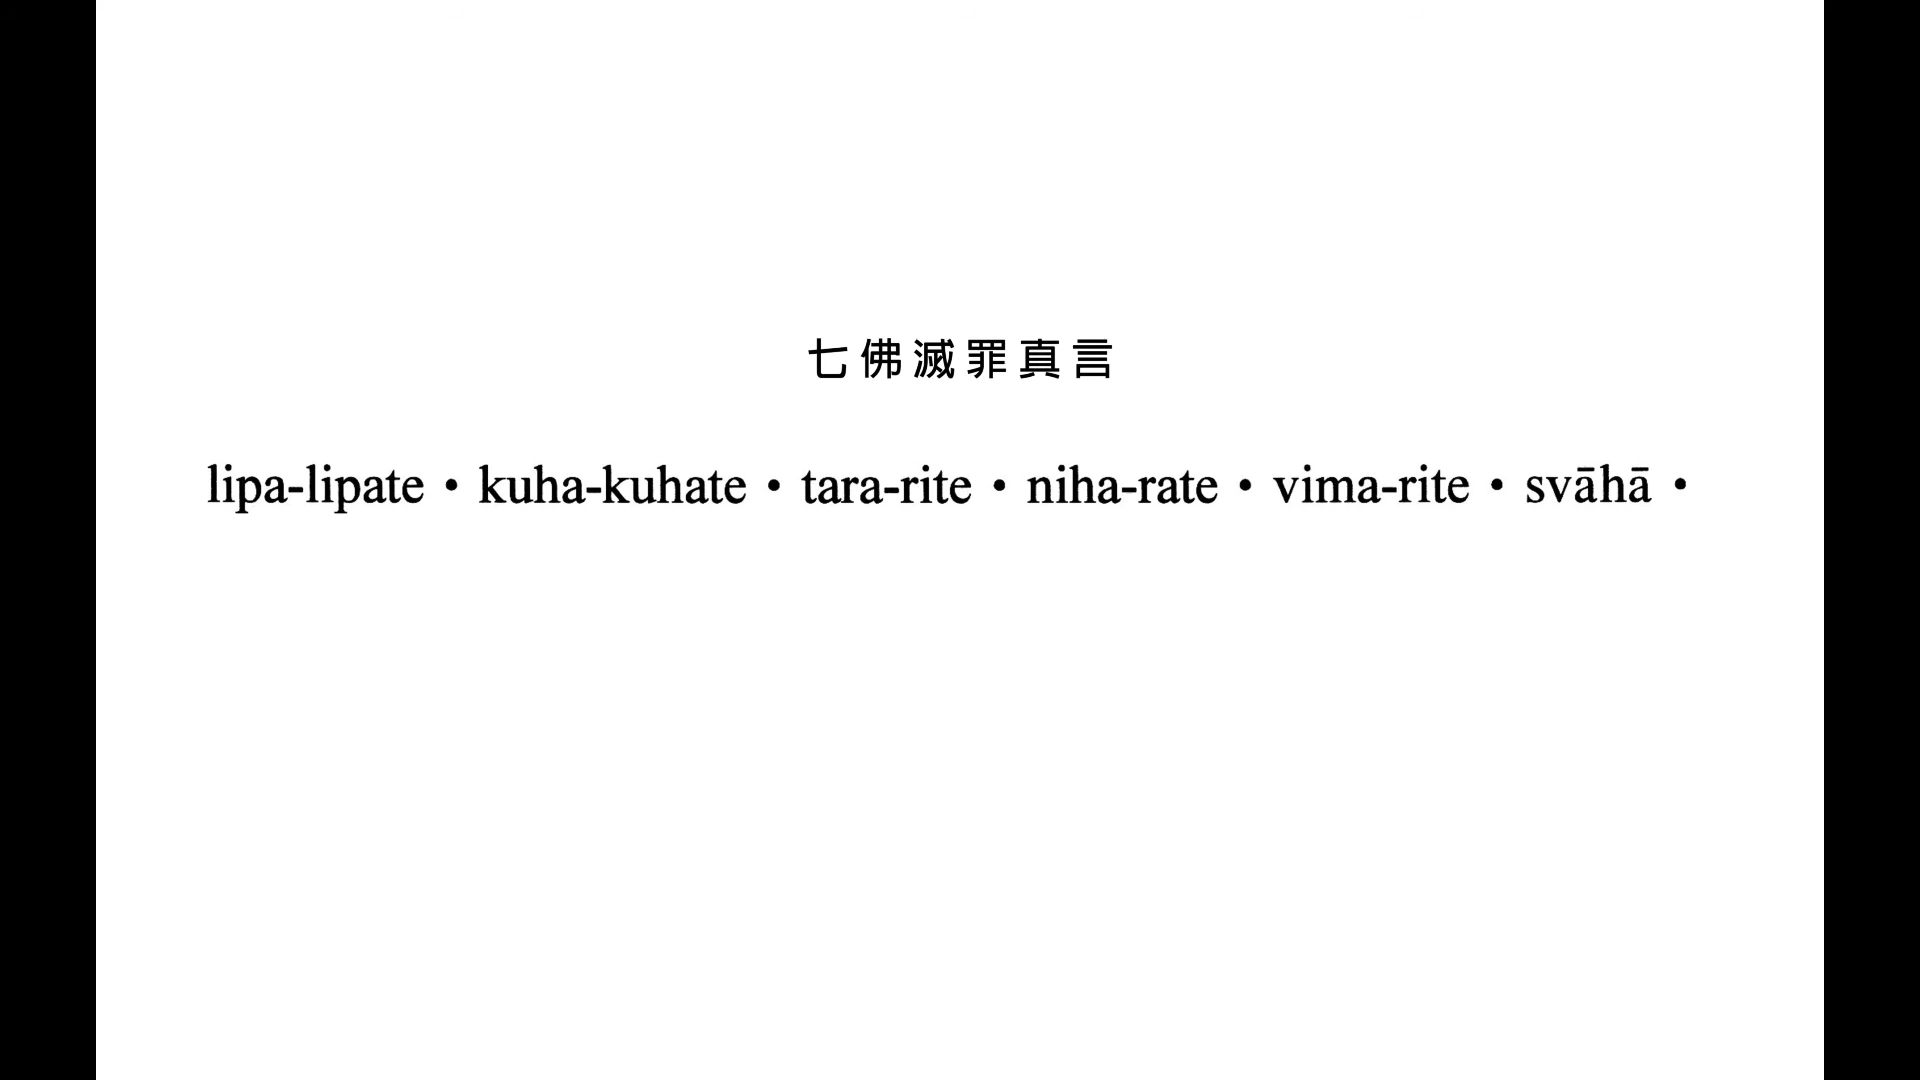 七佛滅罪真言
lipa-lipate • kuha-kuhate • tara-rite • niha-rate • vima-rite • svāhā •